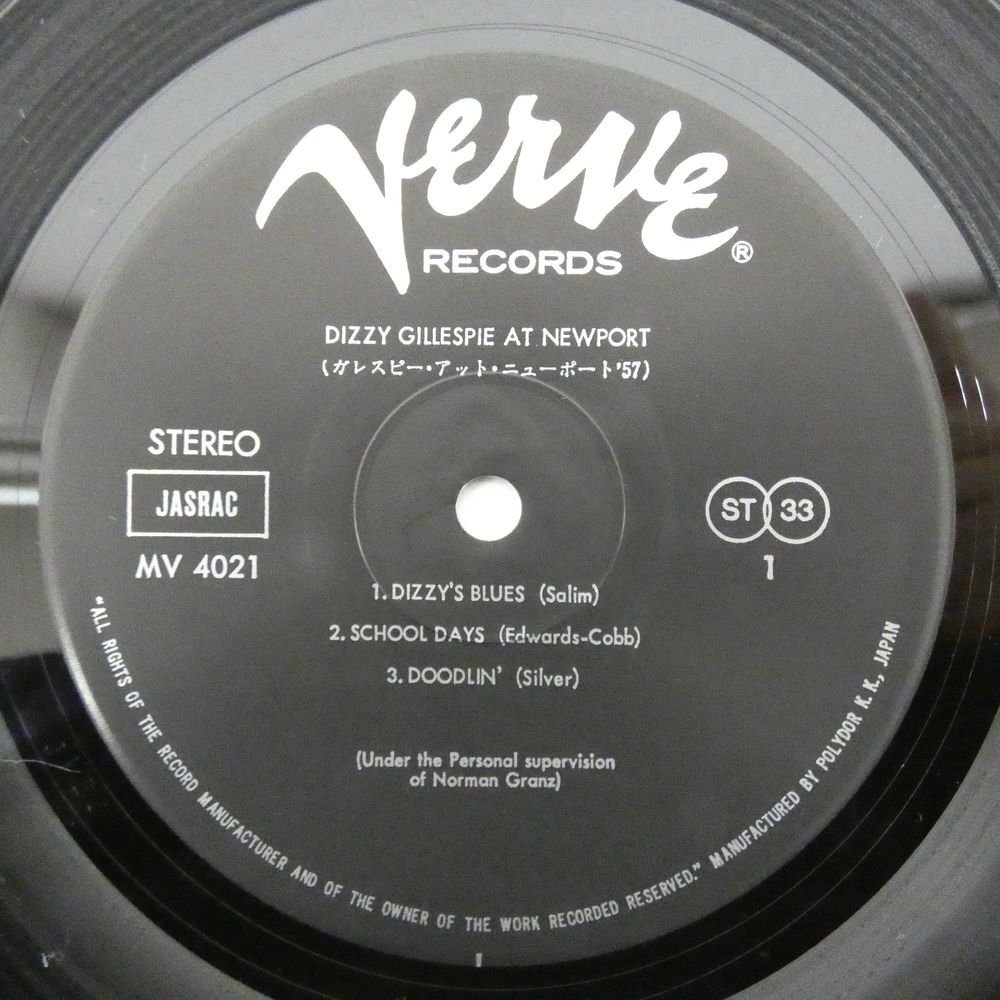 Verve
RECORDS ®
DIZZY GILLESPIE AT NEWPORT
(ガレスピー・アット・ニューポート'57)
STEREO
JASRAC
MV 4021
ST 33
1
1. DIZZY'S BLUES (Salim)
2. SCHOOL DAYS (Edwards-Cobb)
3. DOODLIN' (Silver)
(Under the Personal supervision
of Norman Granz)
"ALL RIGHTS OF THE RECORD MANUFACTURER AND OF THE OWNER OF THE WORK RECORDED RESERVED." MANUFACTURED BY POLYDOR K.K., JAPAN